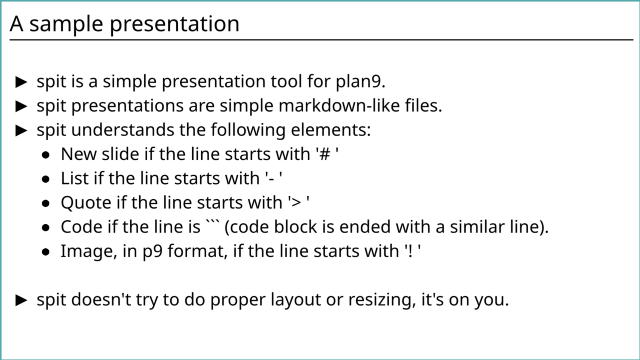 A sample presentation
► spit is a simple presentation tool for plan9.
► spit presentations are simple markdown-like files.
► spit understands the following elements:
• New slide if the line starts with '# '
• List if the line starts with '- '
• Quote if the line starts with '> '
• Code if the line is ``` (code block is ended with a similar line).
• Image, in p9 format, if the line starts with '! '
► spit doesn't try to do proper layout or resizing, it's on you.